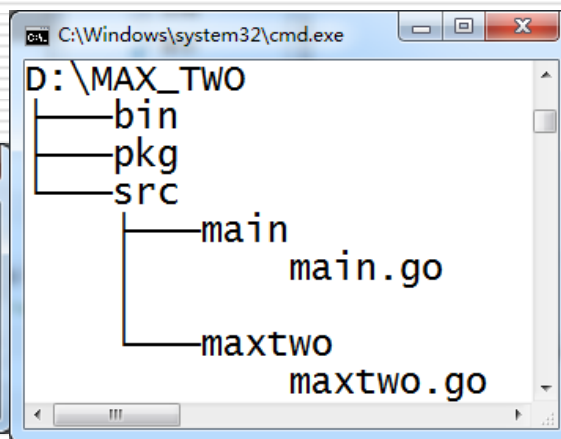 C:\Windows\system32\cmd.exe
D:\MAX_TWO
├──bin
├──pkg
└──src
├──main
│ main.go
│
└──maxtwo
maxtwo.go